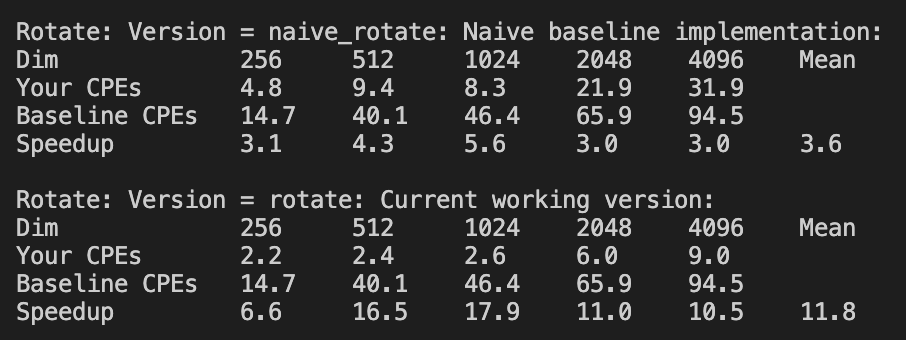 Rotate: Version = naive_rotate: Naive baseline implementation:
Dim 256 512 1024 2048 4096 Mean
Your CPEs 4.8 9.4 8.3 21.9 31.9
Baseline CPEs 14.7 40.1 46.4 65.9 94.5
Speedup 3.1 4.3 5.6 3.0 3.0 3.6
Rotate: Version = rotate: Current working version:
Dim 256 512 1024 2048 4096 Mean
Your CPEs 2.2 2.4 2.6 6.0 9.0
Baseline CPEs 14.7 40.1 46.4 65.9 94.5
Speedup 6.6 16.5 17.9 11.0 10.5 11.8